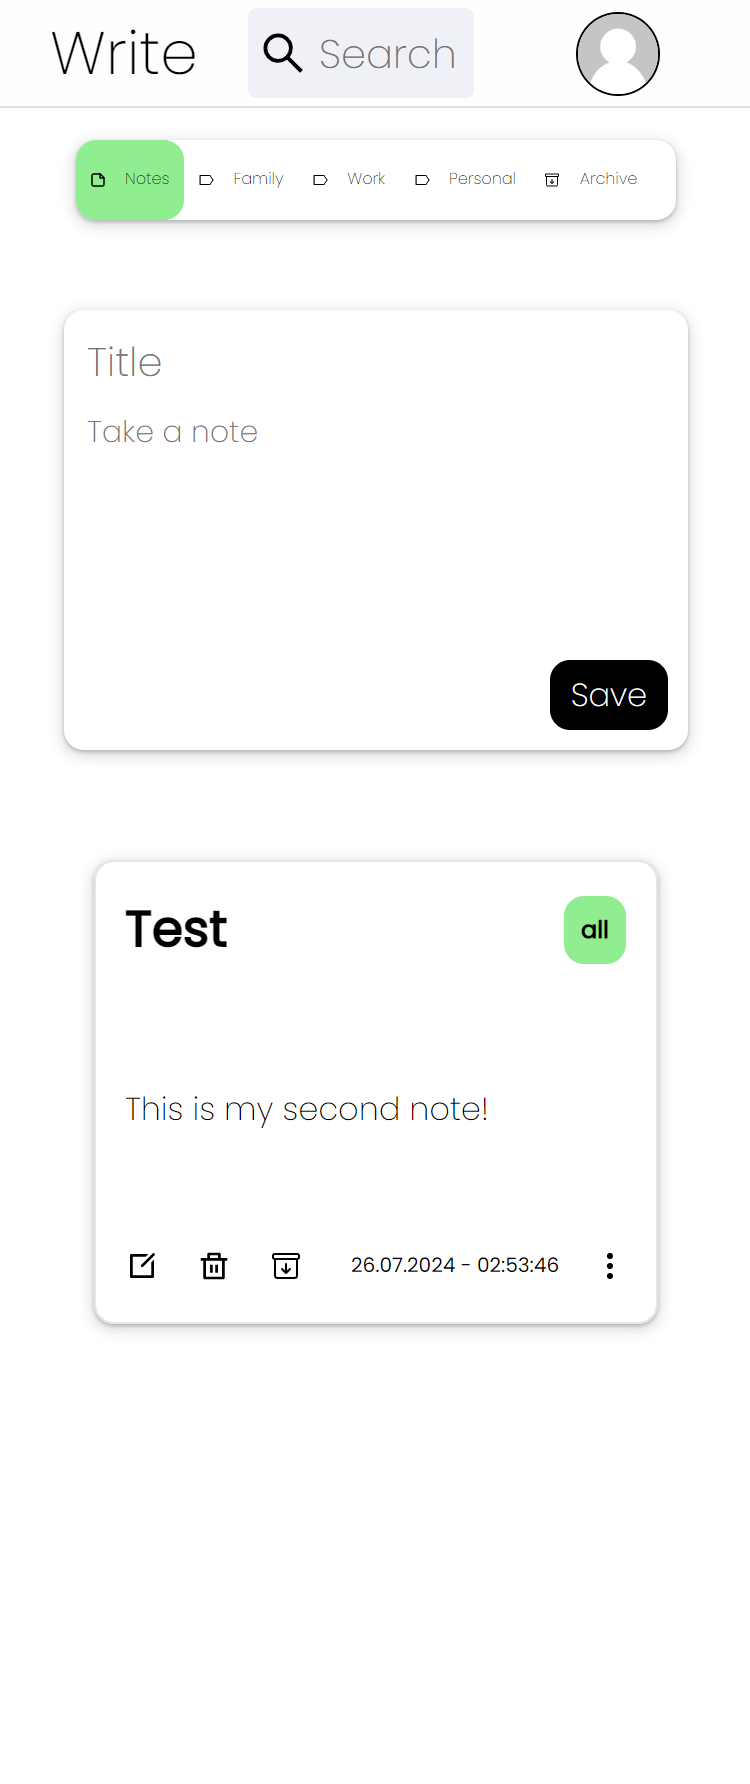 Write Search
Notes Family Work Personal Archive
Title
Take a note
Save
Test all
This is my second note!
26.07.2024 - 02:53:46